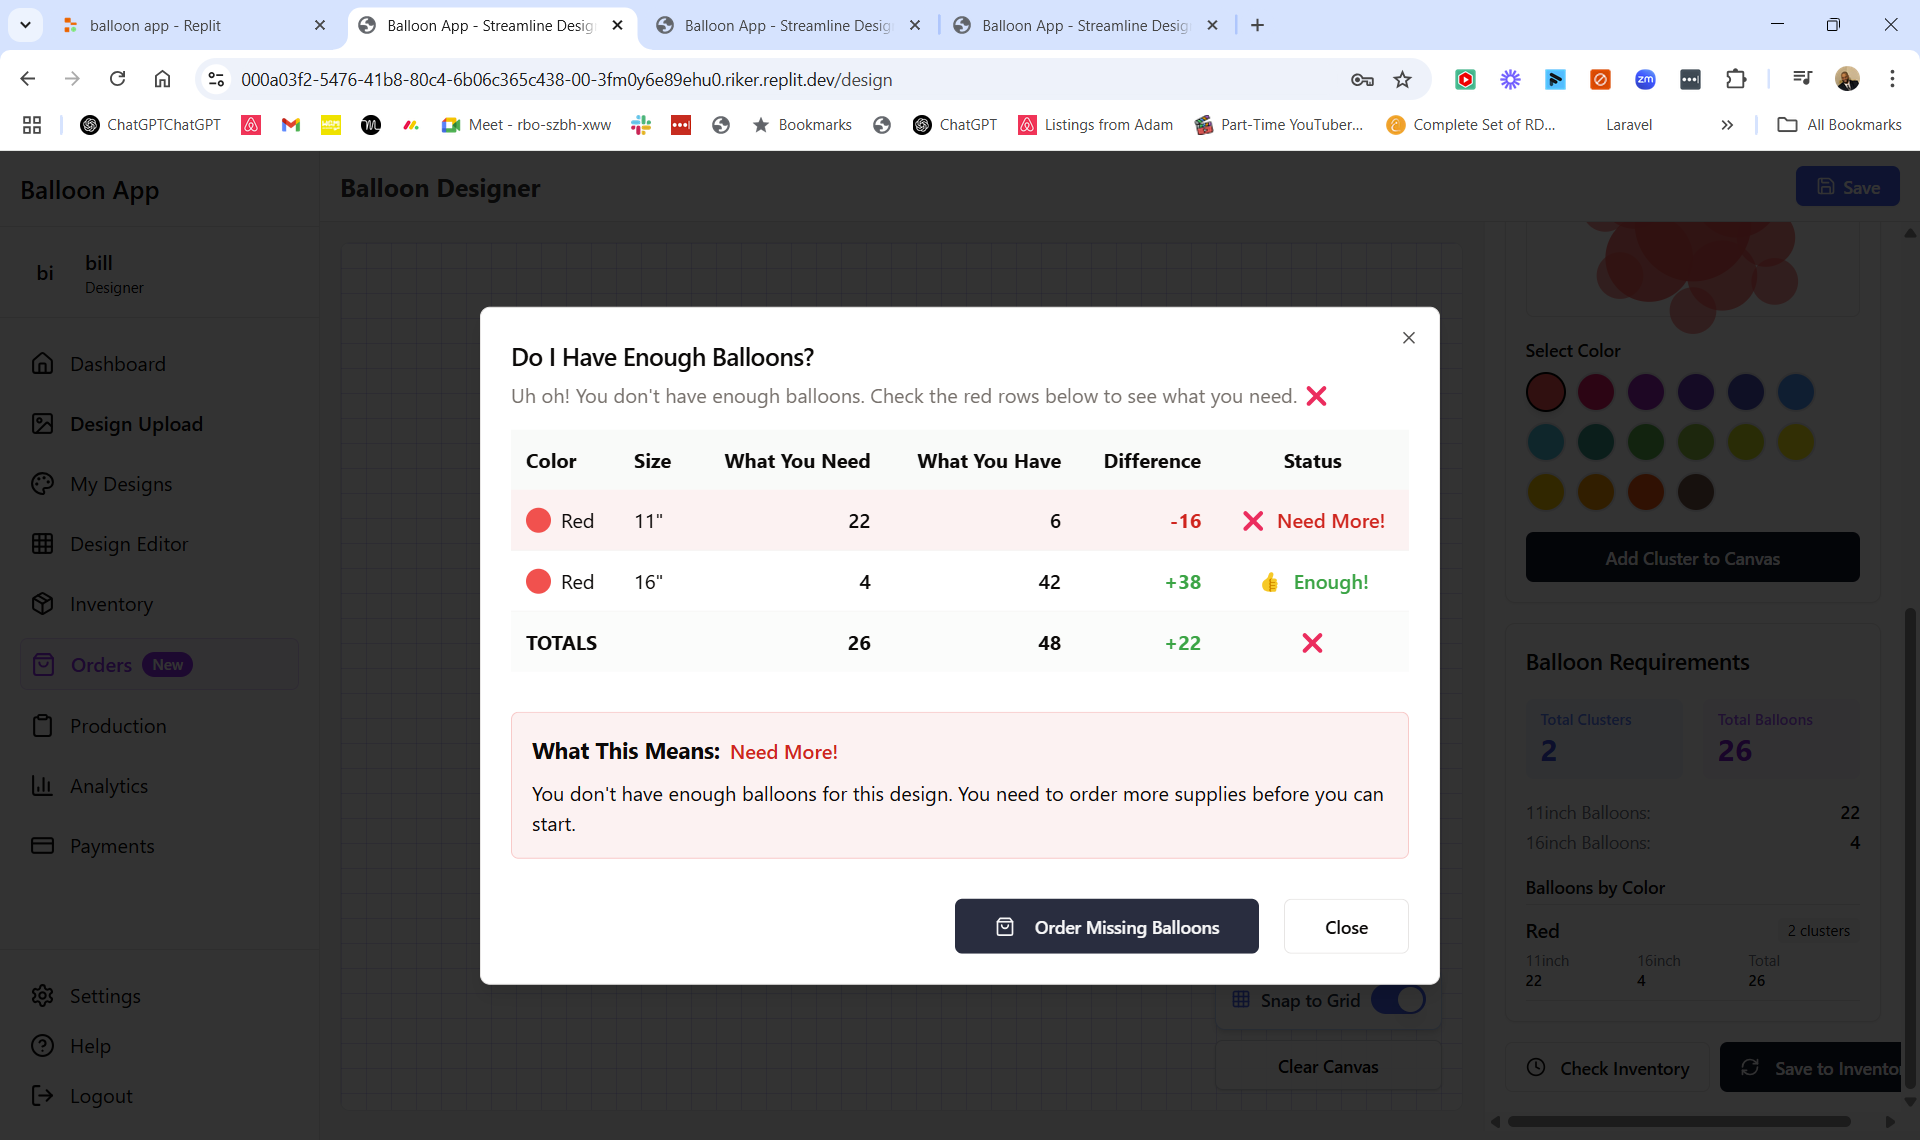 balloon app - Replit
Balloon App - Streamline Desig
Balloon App - Streamline Desig
Balloon App - Streamline Desig
000a03f2-5476-41b8-80c4-6b06c365c438-00-3fm0y6e89ehu0.riker.replit.dev/design
zm
ChatGPTChatGPT
Meet - rbo-szbh-xww
Bookmarks
ChatGPT
Listings from Adam
Part-Time YouTuber...
Complete Set of RD...
Laravel
All Bookmarks
Balloon App
Balloon Designer
Save
bi
bill
Designer
Dashboard
Design Upload
My Designs
Design Editor
Inventory
Orders New
Production
Analytics
Payments
Settings
Help
Logout
Do I Have Enough Balloons?
Uh oh! You don't have enough balloons. Check the red rows below to see what you need. ❌
Color Size What You Need What You Have Difference Status
Red 11" 22 6 -16 ❌ Need More!
Red 16" 4 42 +38 👍 Enough!
TOTALS 26 48 +22 ❌
What This Means: Need More!
You don't have enough balloons for this design. You need to order more supplies before you can
start.
Order Missing Balloons
Close
Snap to Grid
Clear Canvas
Select Color
Add Cluster to Canvas
Balloon Requirements
Total Clusters
2
Total Balloons
26
11inch Balloons: 22
16inch Balloons: 4
Balloons by Color
Red 2 clusters
11inch 16inch Total
22 4 26
Check Inventory
Save to Invento